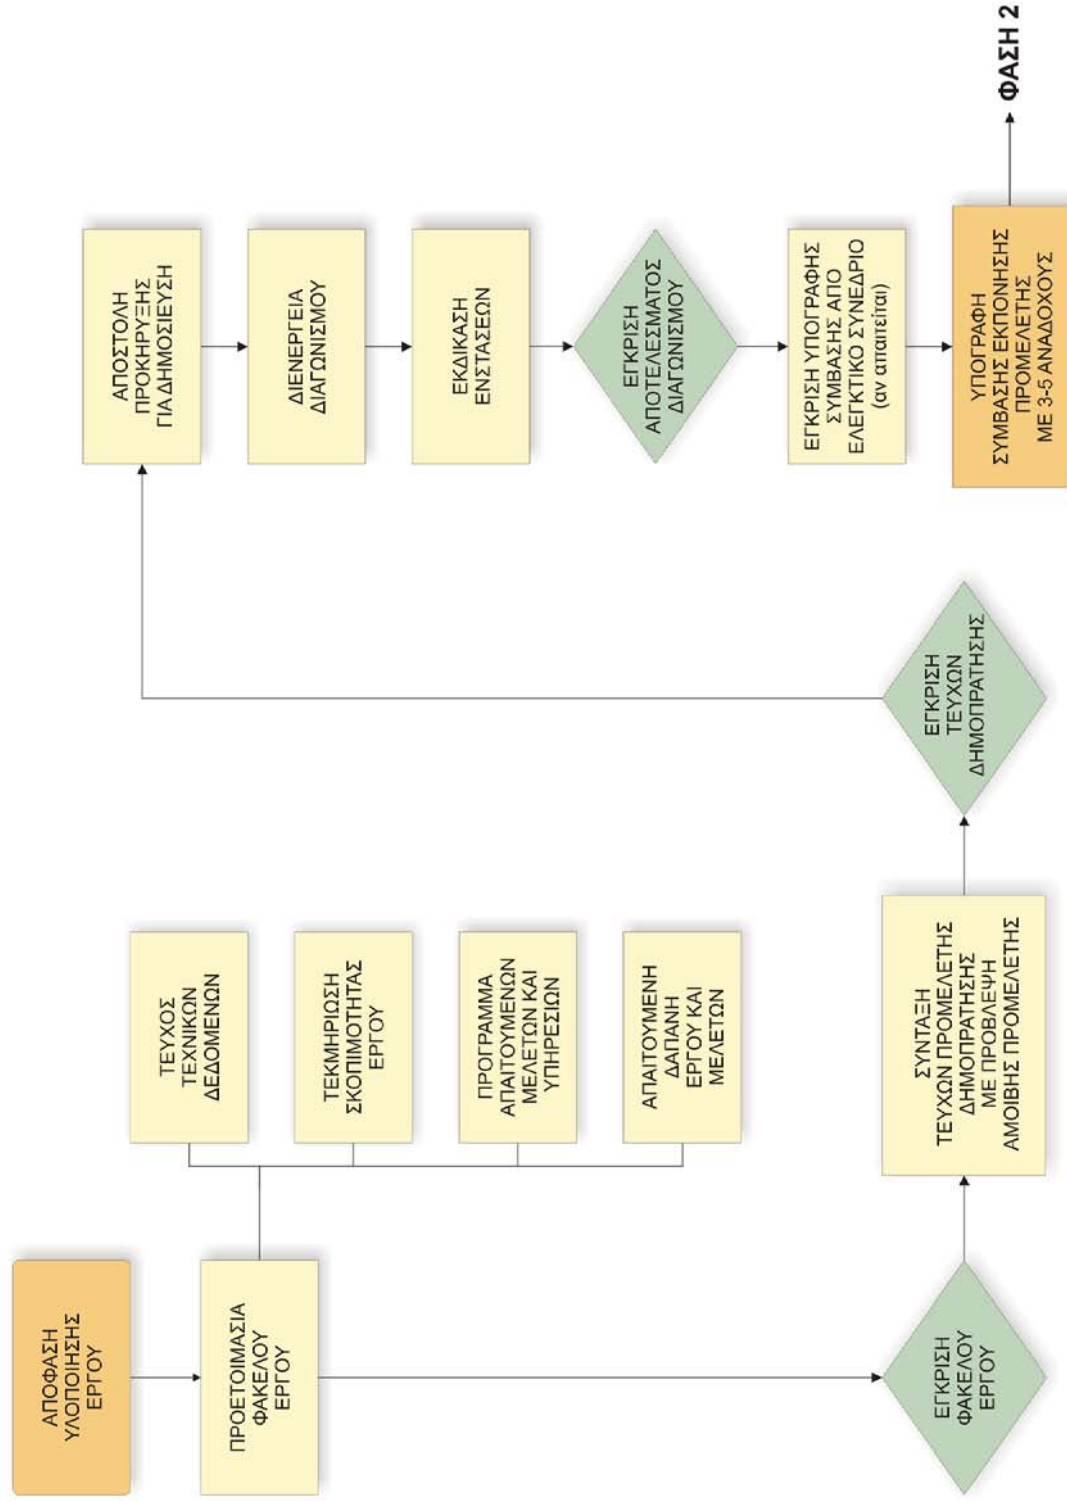 ΑΠΟΦΑΣΗ
ΥΛΟΠΟΙΗΣΗΣ
ΕΡΓΟΥ
ΠΡΟΕΤΟΙΜΑΣΙΑ
ΦΑΚΕΛΟΥ
ΕΡΓΟΥ
ΤΕΥΧΟΣ
ΤΕΧΝΙΚΩΝ
ΔΕΔΟΜΕΝΩΝ
ΤΕΚΜΗΡΙΩΣΗ
ΣΚΟΠΙΜΟΤΗΤΑΣ
ΕΡΓΟΥ
ΠΡΟΓΡΑΜΜΑ
ΑΠΑΙΤΟΥΜΕΝΩΝ
ΜΕΛΕΤΩΝ ΚΑΙ
ΥΠΗΡΕΣΙΩΝ
ΑΠΑΙΤΟΥΜΕΝΗ
ΔΑΠΑΝΗ
ΕΡΓΟΥ ΚΑΙ
ΜΕΛΕΤΩΝ
ΕΓΚΡΙΣΗ
ΦΑΚΕΛΟΥ
ΕΡΓΟΥ
ΣΥΝΤΑΞΗ
ΤΕΥΧΩΝ ΠΡΟΜΕΛΕΤΗΣ
ΔΗΜΟΠΡΑΤΗΣΗΣ
ΜΕ ΠΡΟΒΛΕΨΗ
ΑΜΟΙΒΗΣ ΠΡΟΜΕΛΕΤΗΣ
ΕΓΚΡΙΣΗ
ΤΕΥΧΩΝ
ΔΗΜΟΠΡΑΤΗΣΗΣ
ΑΠΟΣΤΟΛΗ
ΠΡΟΚΗΡΥΞΗΣ
ΓΙΑ ΔΗΜΟΣΙΕΥΣΗ
ΔΙΕΝΕΡΓΕΙΑ
ΔΙΑΓΩΝΙΣΜΟΥ
ΕΚΔΙΚΑΣΗ
ΕΝΣΤΑΣΕΩΝ
ΕΓΚΡΙΣΗ
ΑΠΟΤΕΛΕΣΜΑΤΟΣ
ΔΙΑΓΩΝΙΣΜΟΥ
ΕΓΚΡΙΣΗ ΥΠΟΓΡΑΦΗΣ
ΣΥΜΒΑΣΗΣ ΑΠΟ
ΕΛΕΓΚΤΙΚΟ ΣΥΝΕΔΡΙΟ
(αν απαιτείται)
ΥΠΟΓΡΑΦΗ
ΣΥΜΒΑΣΗΣ ΕΚΠΟΝΗΣΗΣ
ΠΡΟΜΕΛΕΤΗΣ
ΜΕ 3-5 ΑΝΑΔΟΧΟΥΣ
ΦΑΣΗ 2